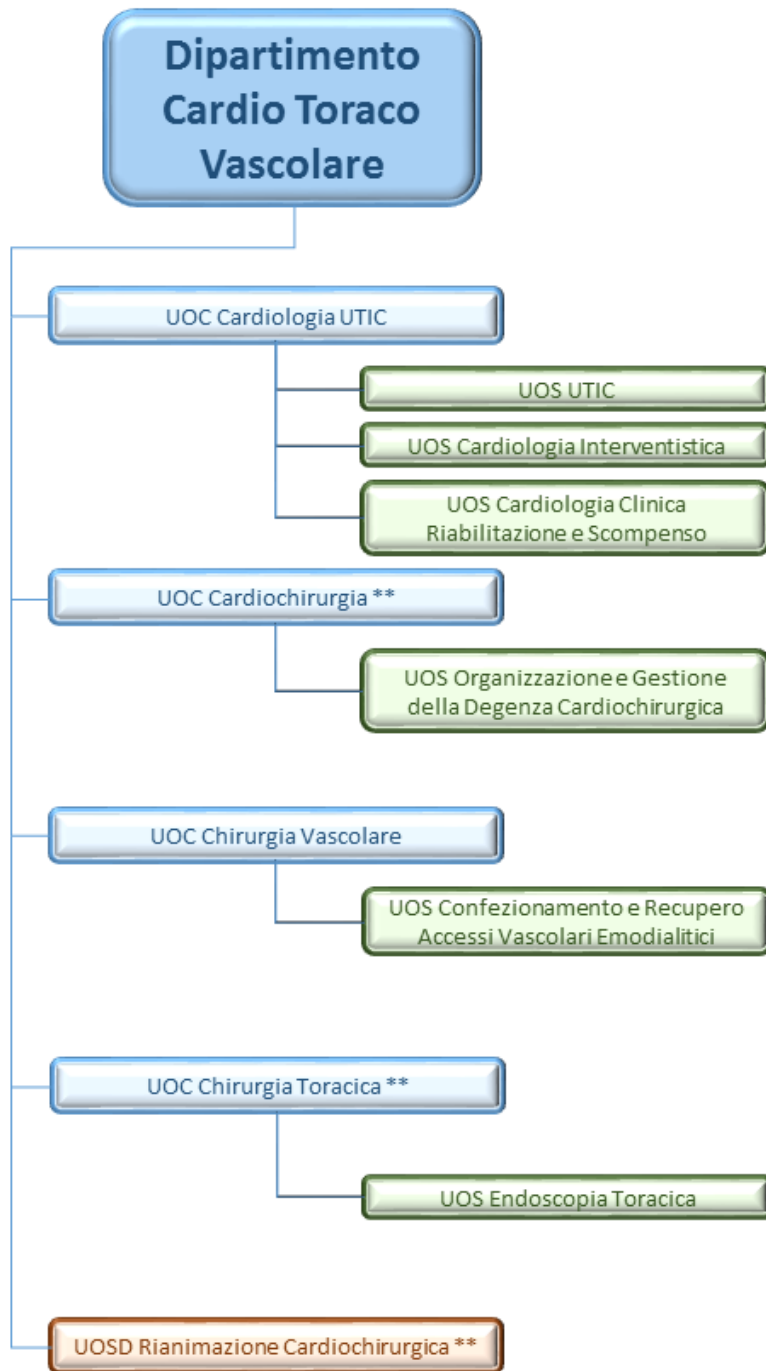 Dipartimento
Cardio Toraco
Vascolare
UOC Cardiologia UTIC
UOS UTIC
UOS Cardiologia Interventistica
UOS Cardiologia Clinica
Riabilitazione e Scompenso
UOC Cardiochirurgia **
UOS Organizzazione e Gestione
della Degenza Cardiochirurgica
UOC Chirurgia Vascolare
UOS Confezionamento e Recupero
Accessi Vascolari Emodialitici
UOC Chirurgia Toracica **
UOS Endoscopia Toracica
UOSD Rianimazione Cardiochirurgica **